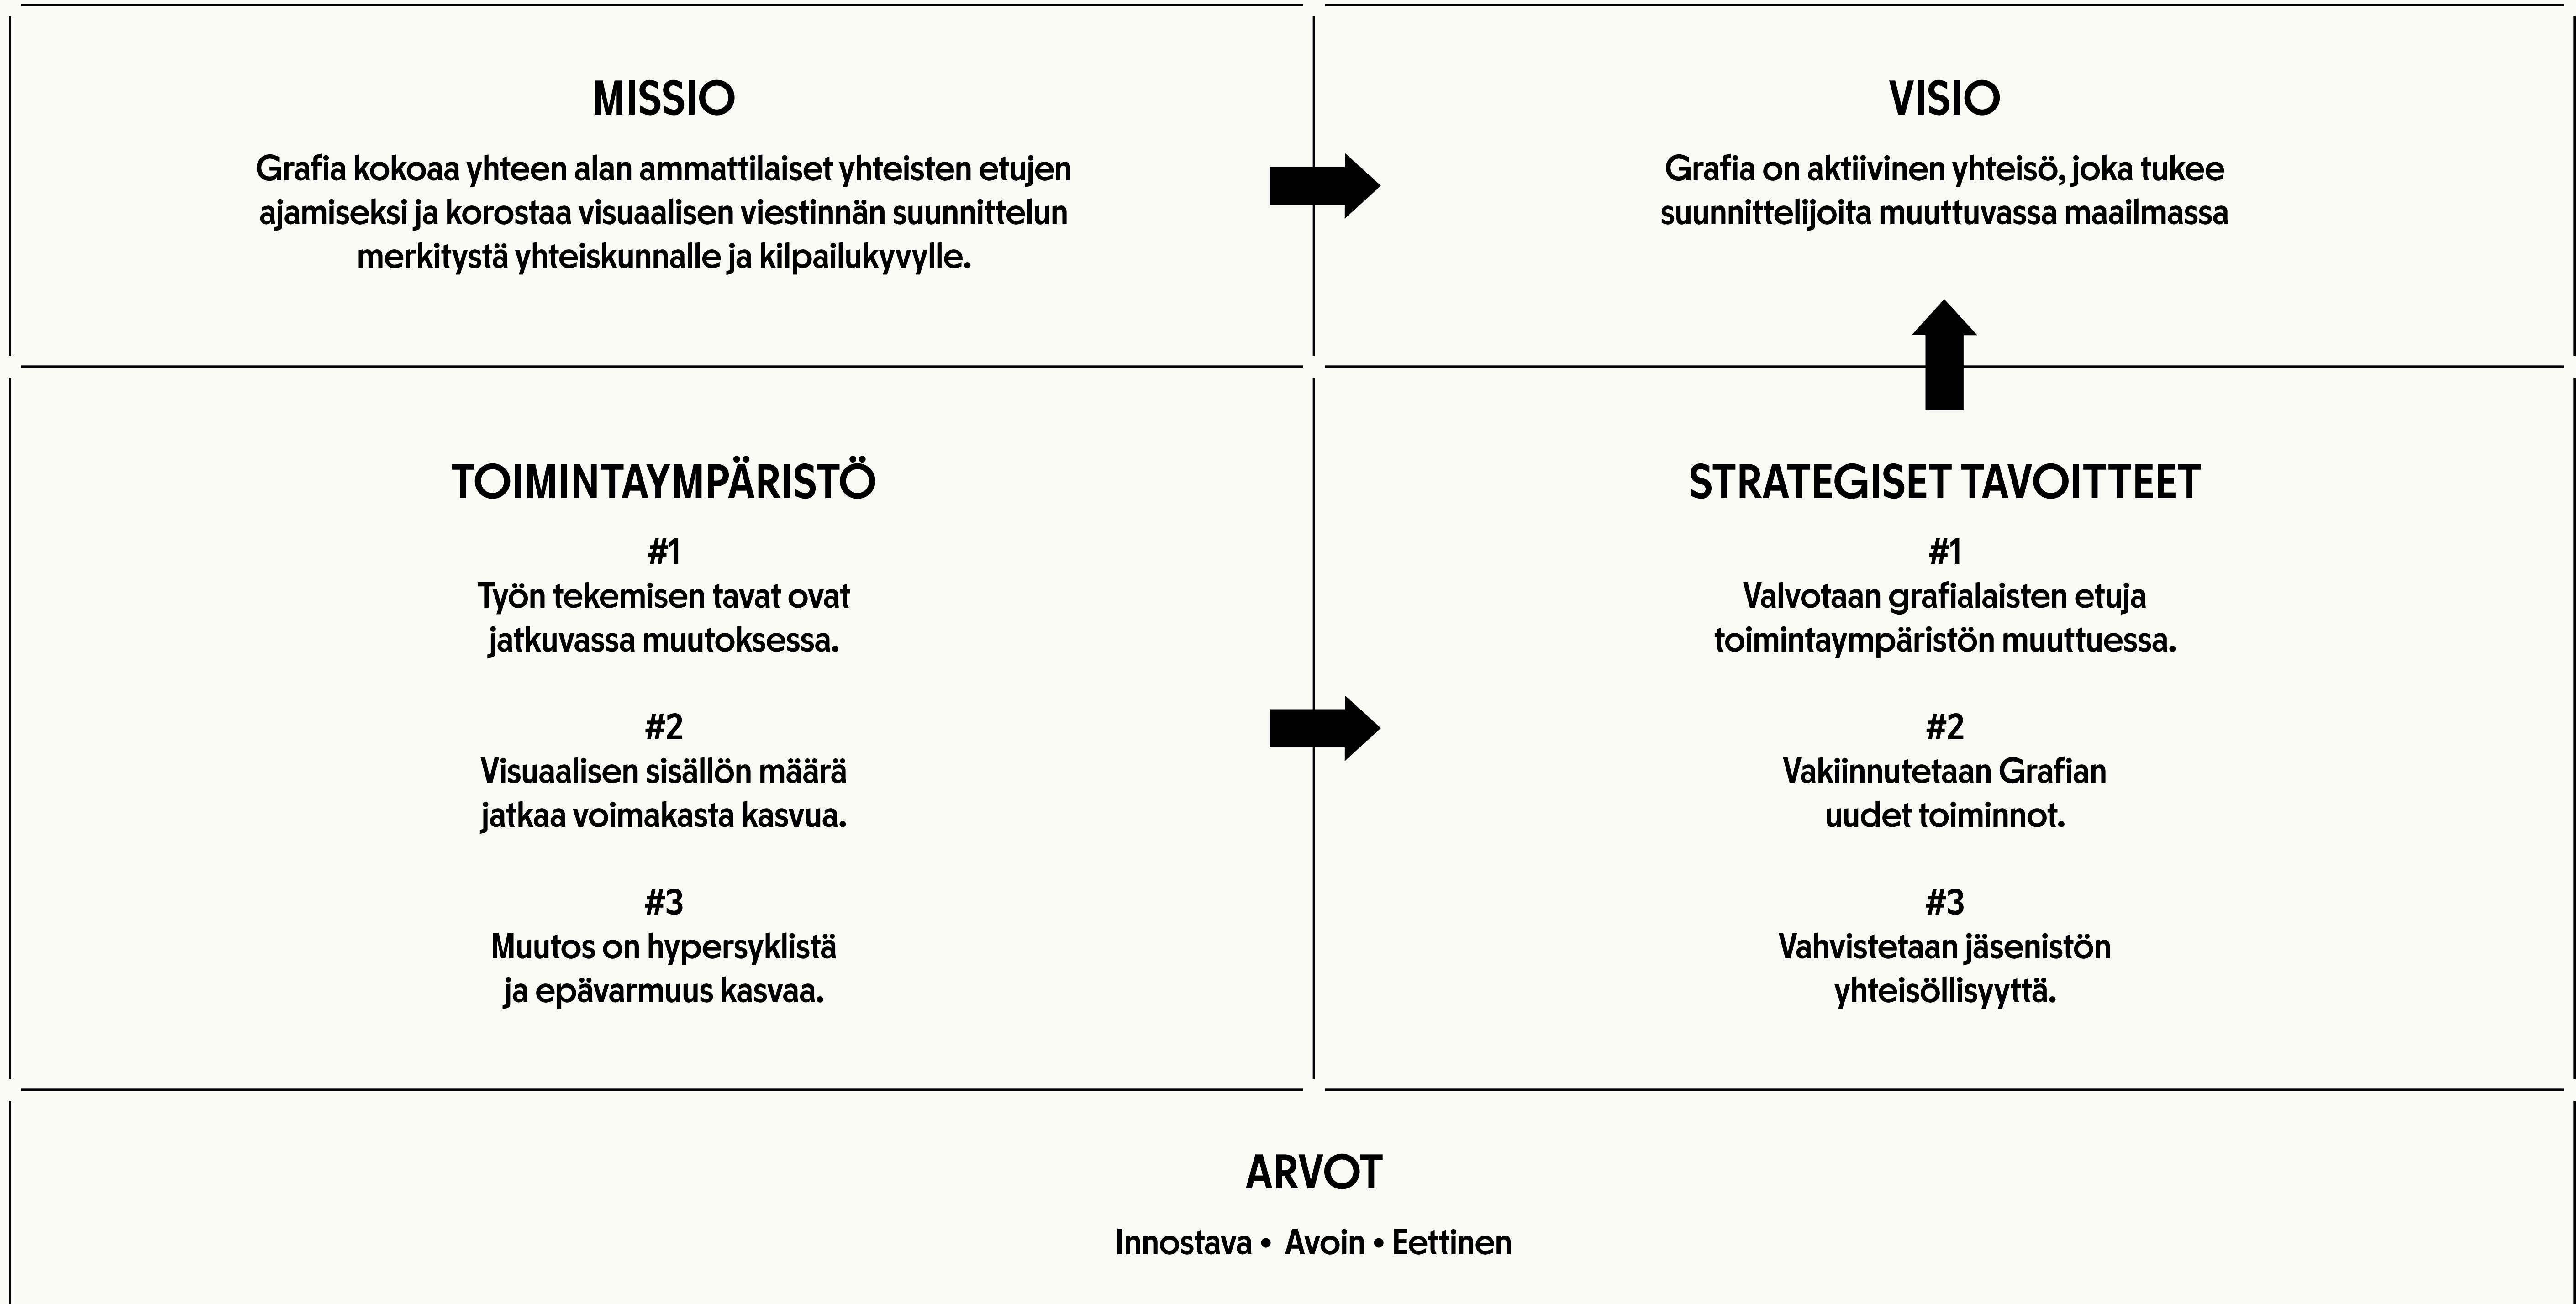 MISSIO
Grafia kokoaa yhteen alan ammattilaiset yhteisten etujen
ajamiseksi ja korostaa visuaalisen viestinnän suunnittelun
merkitystä yhteiskunnalle ja kilpailukyvylle.
VISIO
Grafia on aktiivinen yhteisö, joka tukee
suunnittelijoita muuttuvassa maailmassa
TOIMINTAYMPÄRISTÖ
#1
Työn tekemisen tavat ovat
jatkuvassa muutoksessa.
#2
Visuaalisen sisällön määrä
jatkaa voimakasta kasvua.
#3
Muutos on hypersyklistä
ja epävarmuus kasvaa.
STRATEGISET TAVOITTEET
#1
Valvotaan grafialaisten etuja
toimintaympäristön muuttuessa.
#2
Vakiinnutetaan Grafian
uudet toiminnot.
#3
Vahvistetaan jäsenistön
yhteisöllisyyttä.
ARVOT
Innostava • Avoin • Eettinen